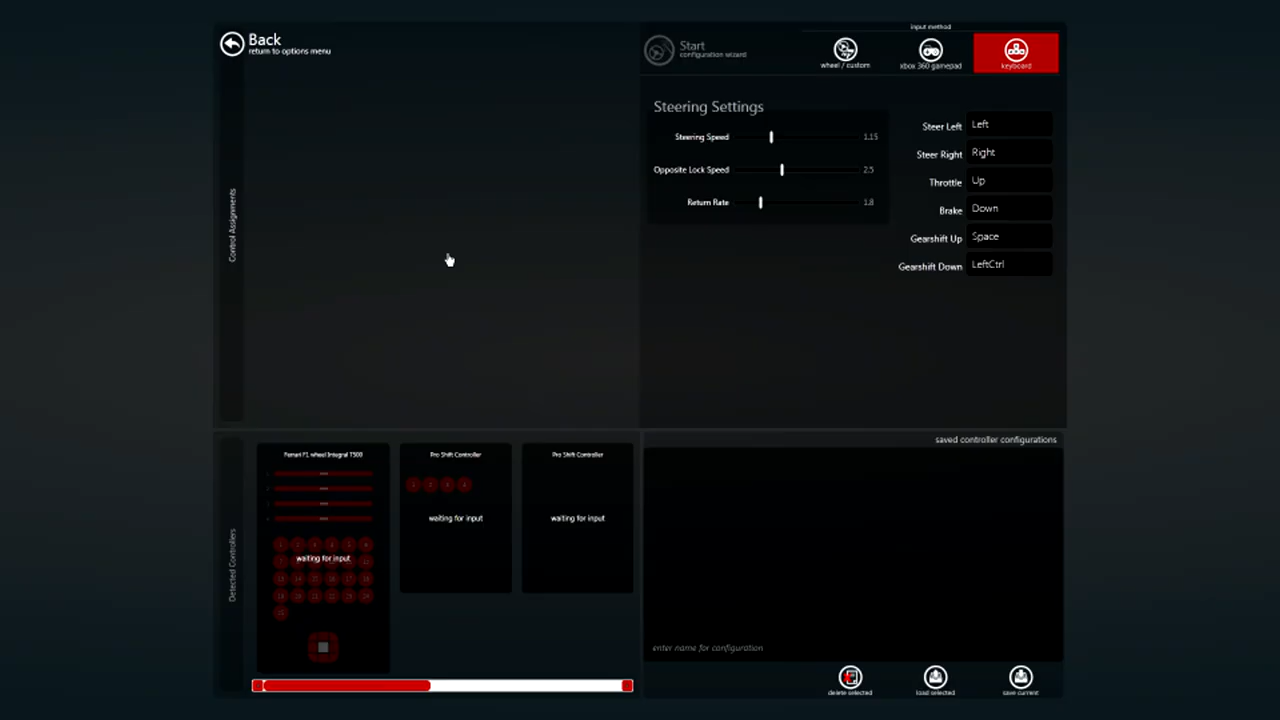 Back
return to options menu
Control Assignments
input method
Start
configuration wizard
wheel / custom
xbox 360 gamepad
keyboard
Steering Settings
Steering Speed 1.15
Opposite Lock Speed 2.5
Return Rate 1.8
Steer Left Left
Steer Right Right
Throttle Up
Brake Down
Gearshift Up Space
Gearshift Down LeftCtrl
Detected Controllers
Ferrari F1 wheel Integral T500
waiting for input
Pro Shift Controller
1 2 3 4
waiting for input
Pro Shift Controller
waiting for input
saved controller configurations
enter name for configuration
delete selected
load selected
save current